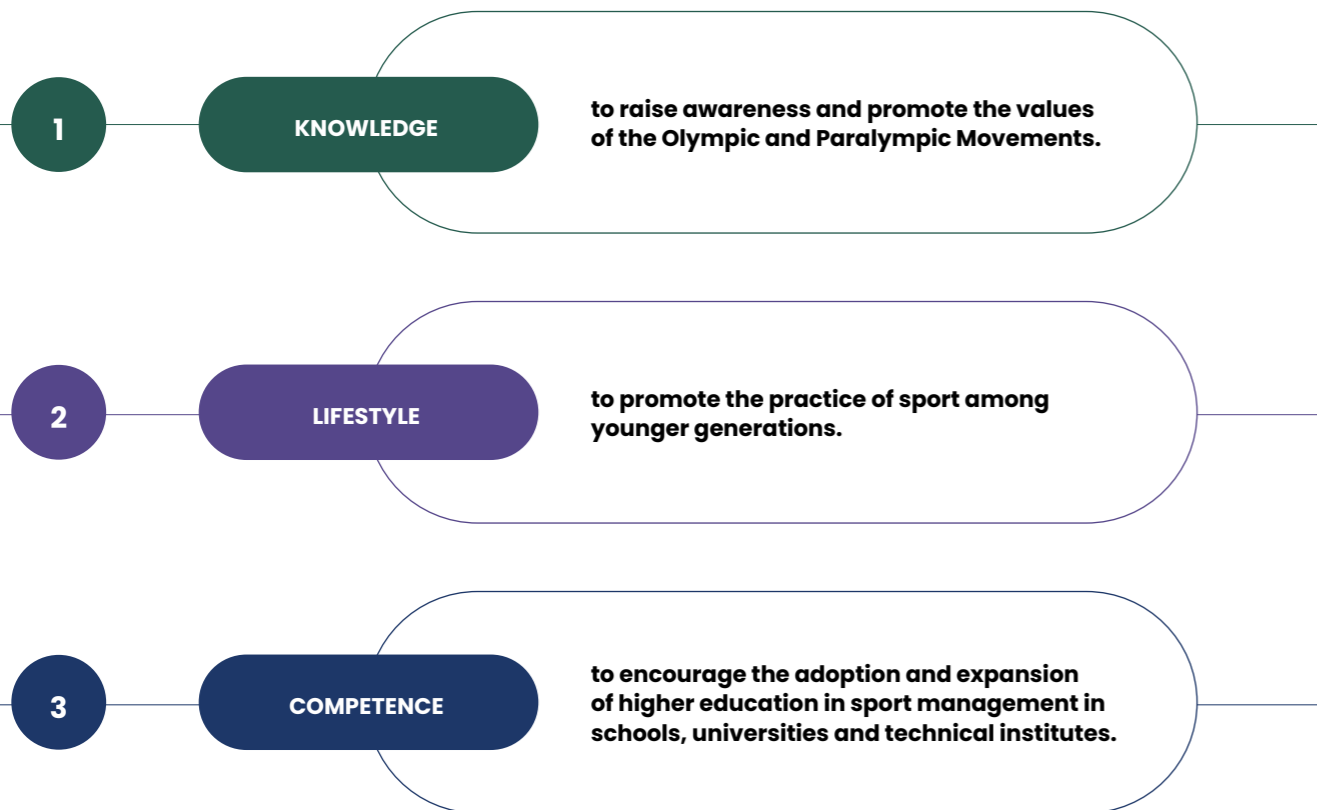 1
KNOWLEDGE
to raise awareness and promote the values
of the Olympic and Paralympic Movements.
2
LIFESTYLE
to promote the practice of sport among
younger generations.
3
COMPETENCE
to encourage the adoption and expansion
of higher education in sport management in
schools, universities and technical institutes.